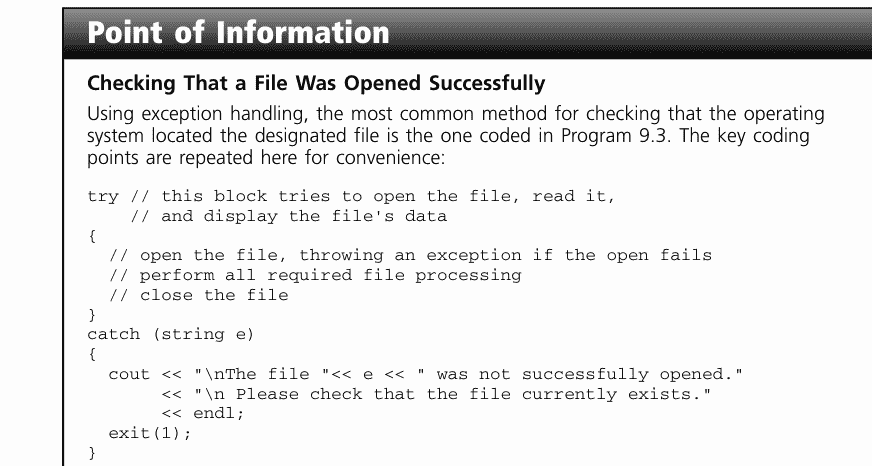 Point of Information
Checking That a File Was Opened Successfully
Using exception handling, the most common method for checking that the operating
system located the designated file is the one coded in Program 9.3. The key coding
points are repeated here for convenience:
try // this block tries to open the file, read it,
    // and display the file's data
{
  // open the file, throwing an exception if the open fails
  // perform all required file processing
  // close the file
}
catch (string e)
{
  cout << "\nThe file "<< e << " was not successfully opened."
       << "\n Please check that the file currently exists."
       << endl;
  exit(1);
}